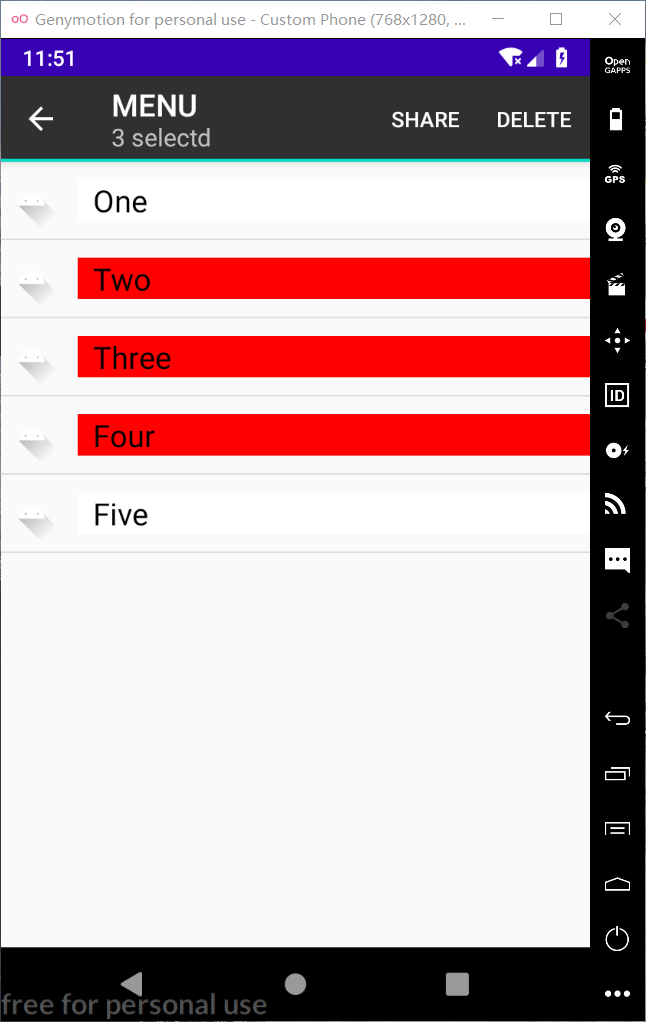 Genymotion for personal use - Custom Phone (768x1280, ...
11:51
Open
GAPPS
MENU
3 selectd
SHARE
DELETE
GPS
One
Two
Three
ID
Four
Five
free for personal use